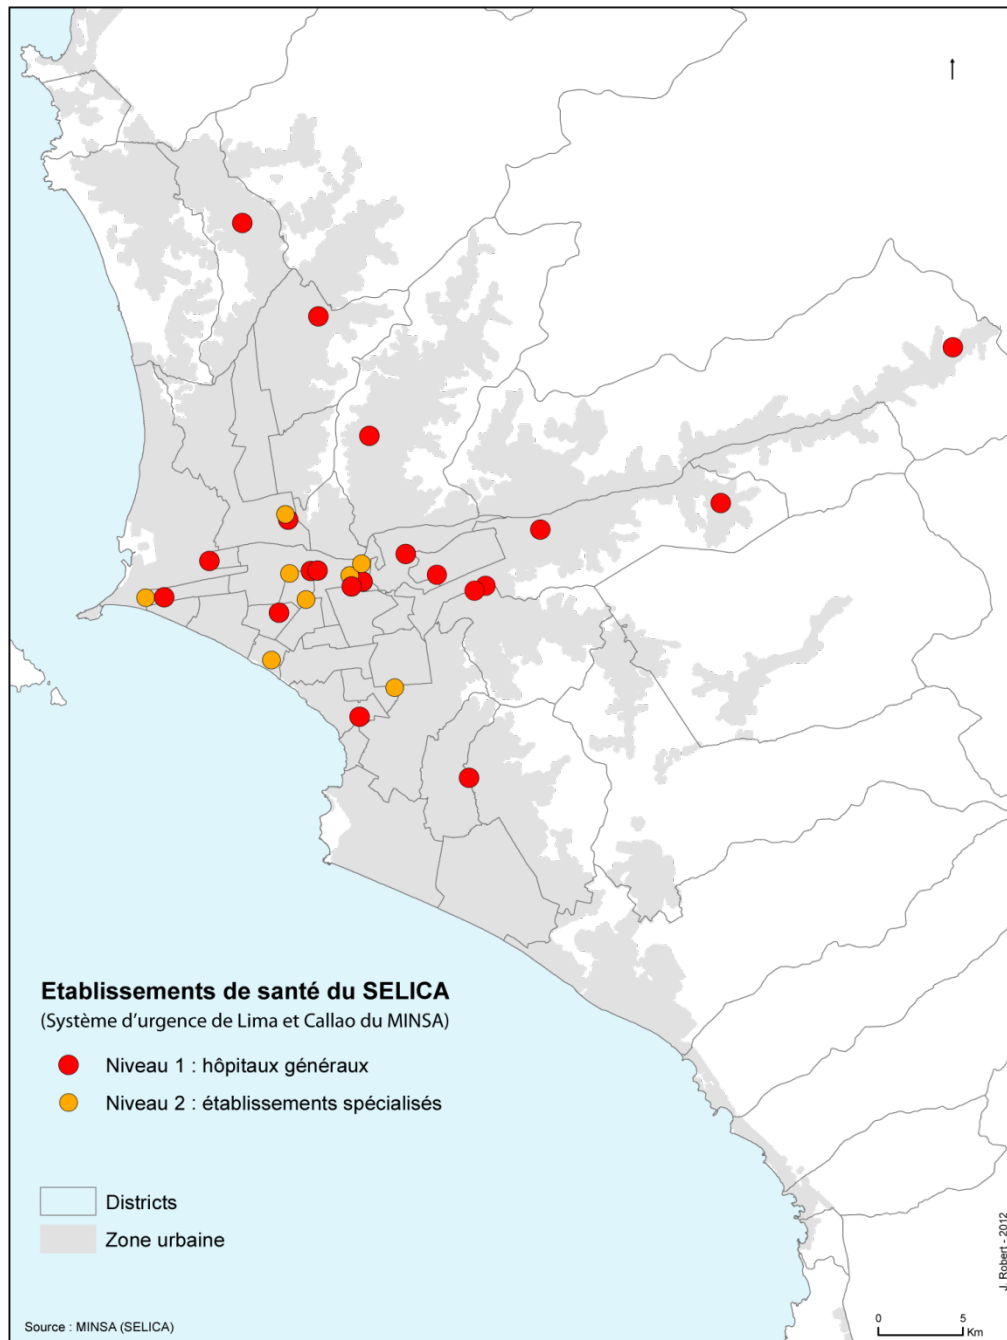 Etablissements de santé du SELICA
(Système d'urgence de Lima et Callao du MINSA)
Niveau 1 : hôpitaux généraux
Niveau 2 : établissements spécialisés
Districts
Zone urbaine
Source : MINSA (SELICA)
0 5
Km
J. Robert - 2012